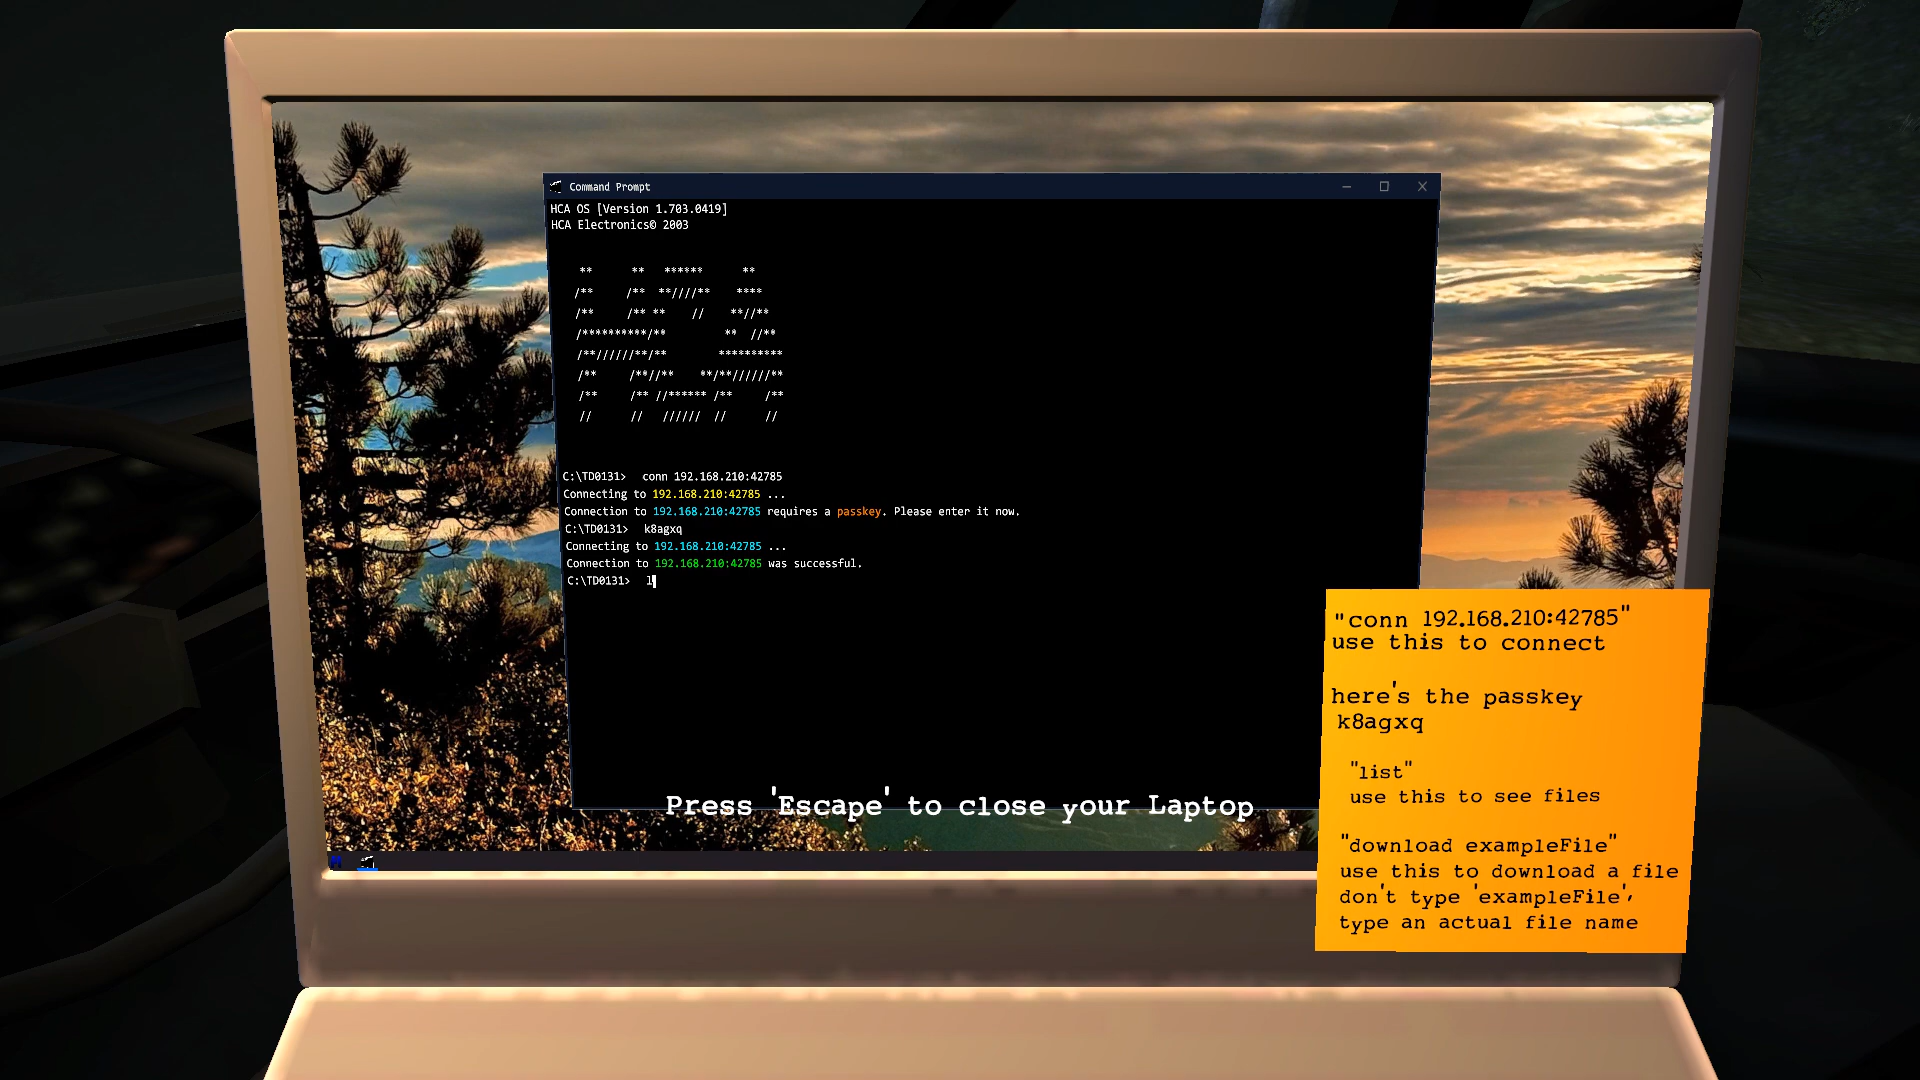 Command Prompt
HCA OS [Version 1.703.0419]
HCA Electronics© 2003
** ** ****** **
/** /** **////** ****
/** /** ** // **//**
/**********/** ** //**
/**//////**/** **********
/** /**//** **/**//////**
/** /** //****** /** /**
// // ////// // //
C:\TD0131> conn 192.168.210:42785
Connecting to 192.168.210:42785 ...
Connection to 192.168.210:42785 requires a passkey. Please enter it now.
C:\TD0131> k8agxq
Connecting to 192.168.210:42785 ...
Connection to 192.168.210:42785 was successful.
C:\TD0131> l
"conn 192.168.210:42785"
use this to connect
here's the passkey
k8agxq
"list"
use this to see files
"download exampleFile"
use this to download a file
don't type 'exampleFile',
type an actual file name
Press 'Escape' to close your Laptop